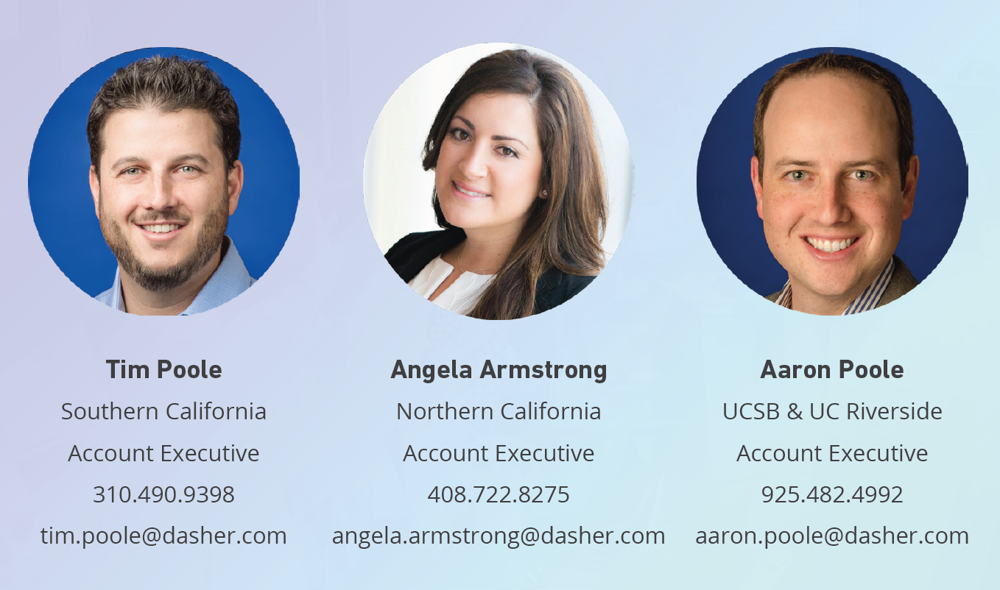 Tim Poole
Southern California
Account Executive
310.490.9398
tim.poole@dasher.com
Angela Armstrong
Northern California
Account Executive
408.722.8275
angela.armstrong@dasher.com
Aaron Poole
UCSB & UC Riverside
Account Executive
925.482.4992
aaron.poole@dasher.com